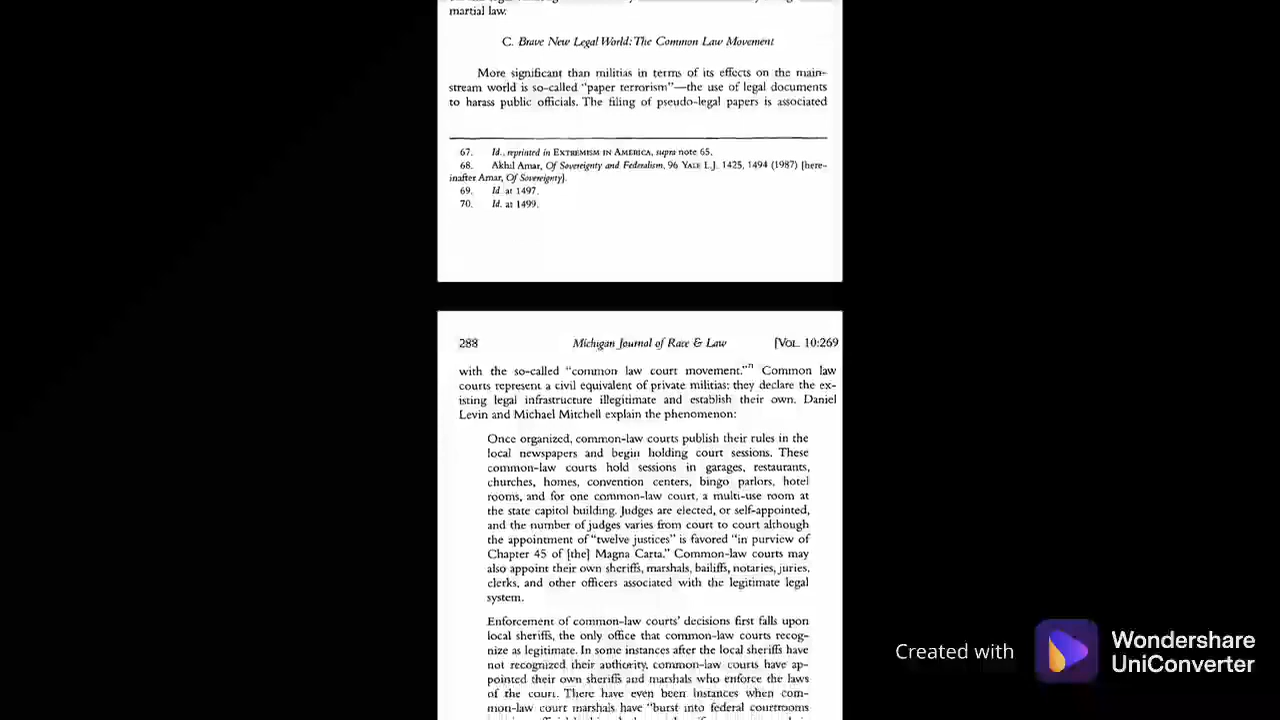 martial law.
C. Brave New Legal World: The Common Law Movement
More significant than militias in terms of its effects on the main-
stream world is so-called "paper terrorism"—the use of legal documents
to harass public officials. The filing of pseudo-legal papers is associated
67. Id., reprinted in EXTREMISM IN AMERICA, supra note 65.
68. Akhil Amar, Of Sovereignty and Federalism, 96 YALE L.J. 1425, 1494 (1987) [here-
inafter Amar, Of Sovereignty].
69. Id. at 1497.
70. Id. at 1499.
288 Michigan Journal of Race & Law [VOL. 10:269
with the so-called "common law court movement."71 Common law
courts represent a civil equivalent of private militias; they declare the ex-
isting legal infrastructure illegitimate and establish their own. Daniel
Levin and Michael Mitchell explain the phenomenon:
Once organized, common-law courts publish their rules in the
local newspapers and begin holding court sessions. These
common-law courts hold sessions in garages, restaurants,
churches, homes, convention centers, bingo parlors, hotel
rooms, and for one common-law court, a multi-use room at
the state capitol building. Judges are elected, or self-appointed,
and the number of judges varies from court to court although
the appointment of "twelve justices" is favored "in purview of
Chapter 45 of [the] Magna Carta." Common-law courts may
also appoint their own sheriffs, marshals, bailiffs, notaries, juries,
clerks, and other officers associated with the legitimate legal
system.
Enforcement of common-law courts' decisions first falls upon
local sheriffs, the only office that common-law courts recog-
nize as legitimate. In some instances after the local sheriffs have
not recognized their authority, common-law courts have ap-
pointed their own sheriffs and marshals who enforce the laws
of the court. There have even been instances when com-
mon-law court marshals have "burst into federal courtrooms
Created with Wondershare
UniConverter